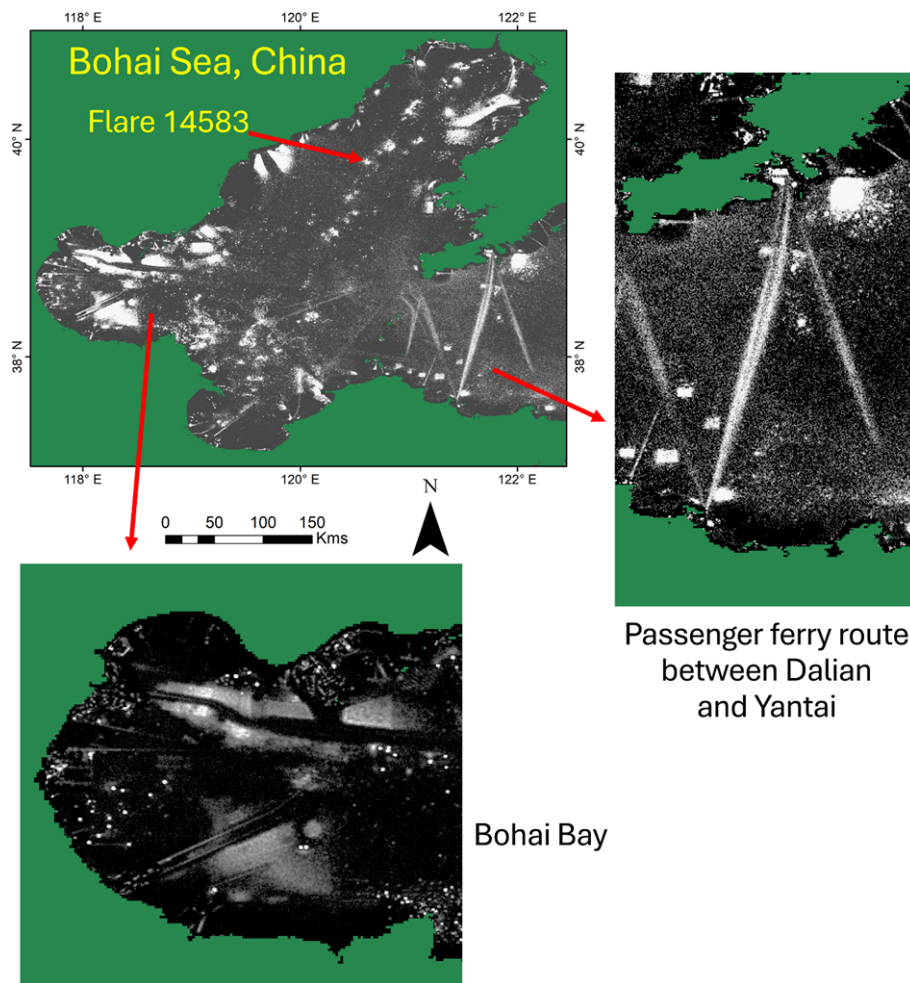 118° E
120° E
122° E
Bohai Sea, China
Flare 14583
40° N
40° N
38° N
38° N
118° E
120° E
122° E
N
0 50 100 150
Kms
Passenger ferry route
between Dalian
and Yantai
Bohai Bay